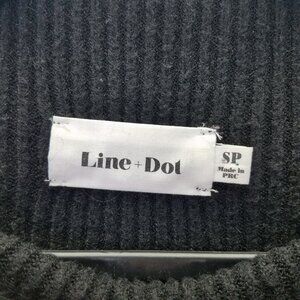 Line + Dot
SP
Made in
PRC